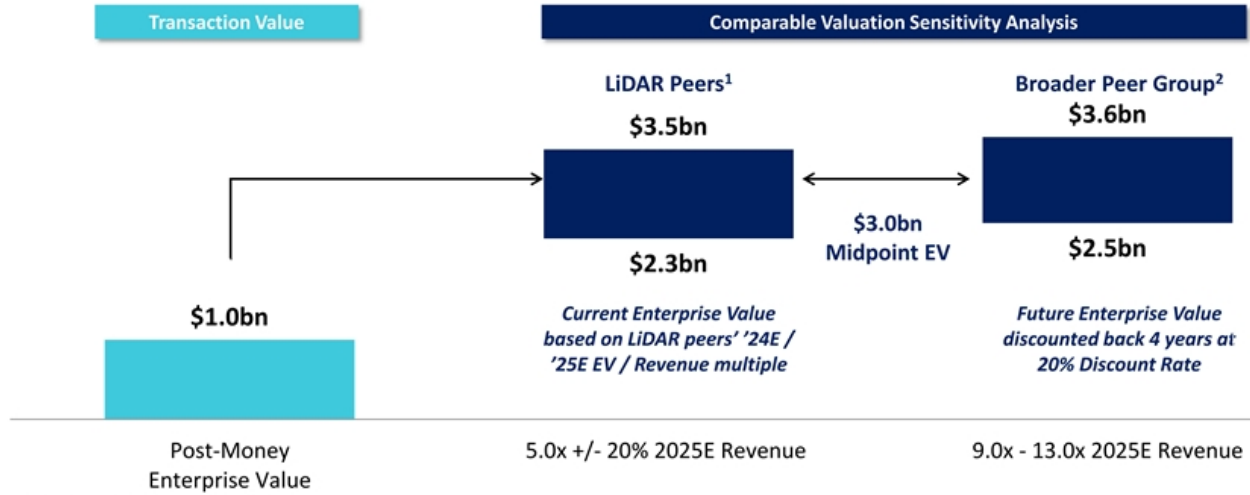 Transaction Value
Comparable Valuation Sensitivity Analysis
LiDAR Peers¹
Broader Peer Group²
$3.5bn
$3.6bn
$3.0bn
Midpoint EV
$2.3bn
$2.5bn
$1.0bn
Current Enterprise Value
based on LiDAR peers’ ’24E /
’25E EV / Revenue multiple
Future Enterprise Value
discounted back 4 years at
20% Discount Rate
Post-Money
Enterprise Value
5.0x +/- 20% 2025E Revenue
9.0x - 13.0x 2025E Revenue